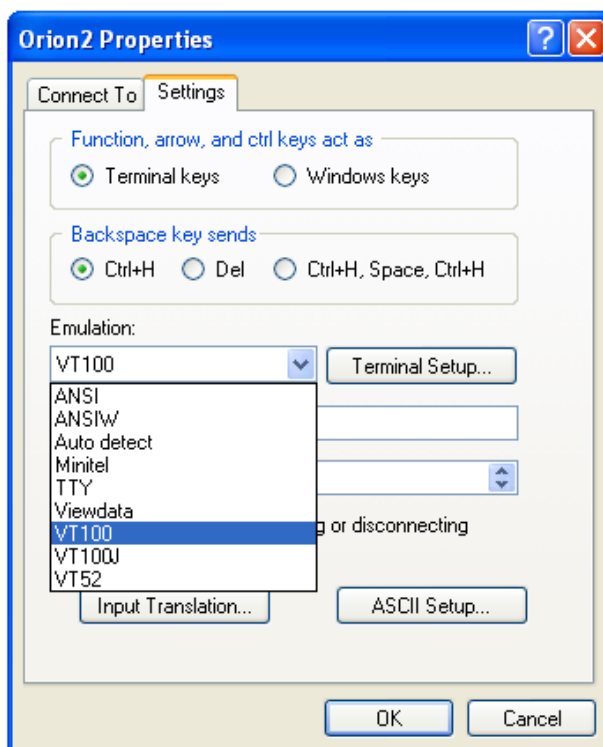 Orion2 Properties
Connect To Settings
Function, arrow, and ctrl keys act as
Terminal keys Windows keys
Backspace key sends
Ctrl+H Del Ctrl+H, Space, Ctrl+H
Emulation:
VT100 Terminal Setup...
ANSI
ANSIW
Auto detect
Minitel
TTY
Viewdata
VT100
g or disconnecting
VT100J
VT52
Input Translation... ASCII Setup...
OK Cancel